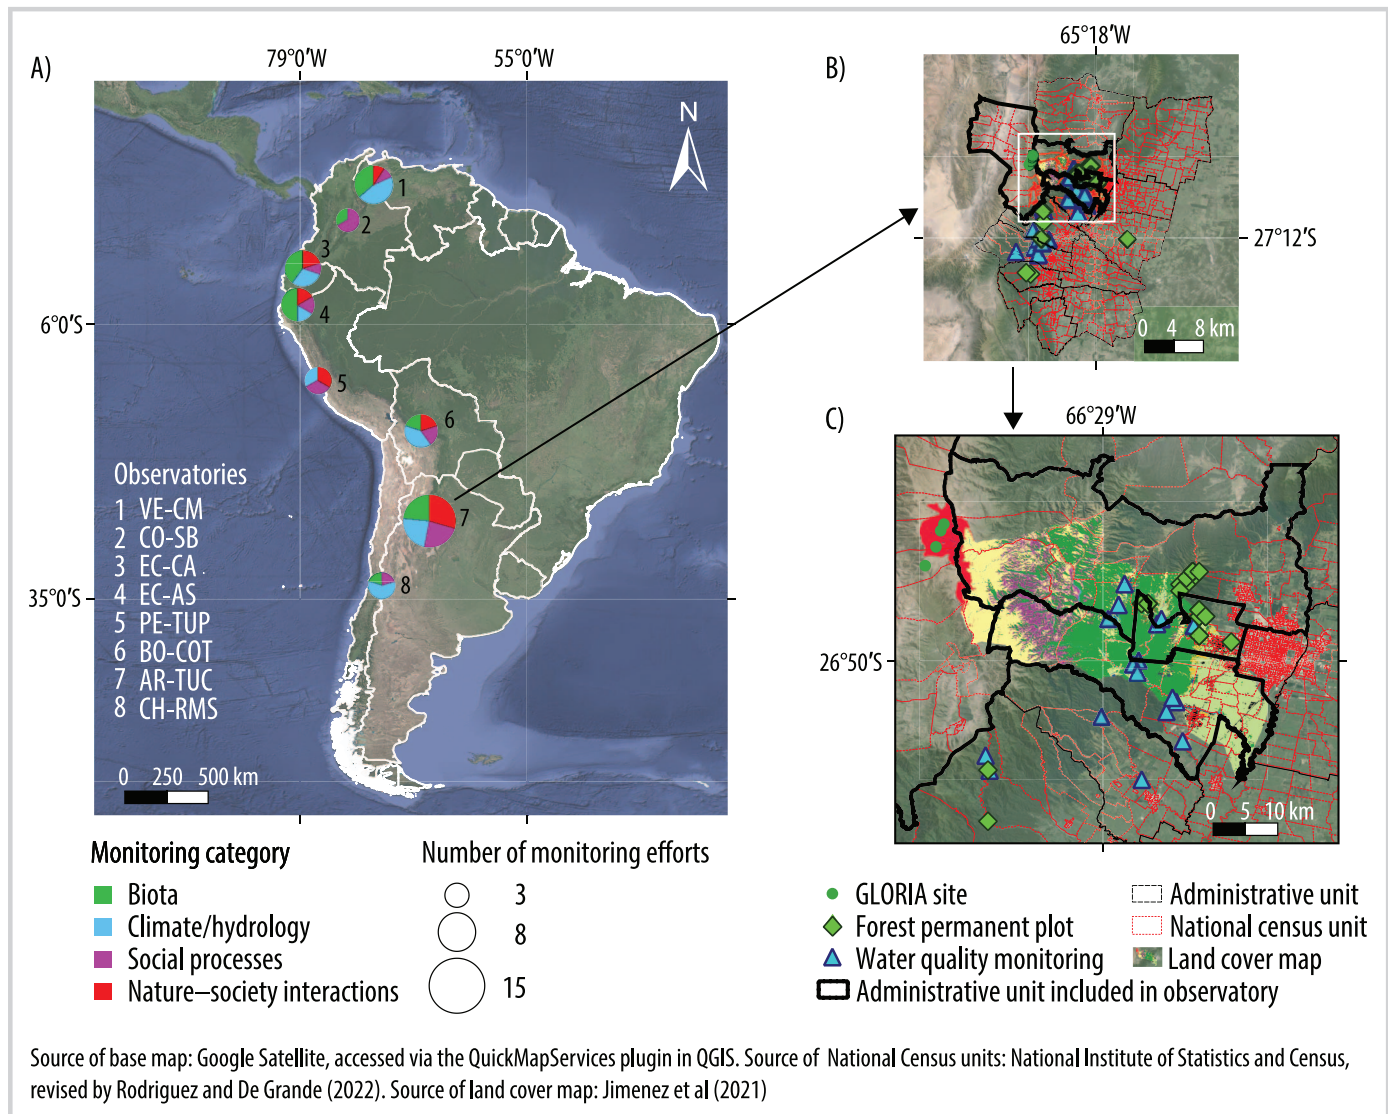 A)
79°0′W
55°0′W
N
1
2
3
4
5
6
7
8
6°0′S
35°0′S
Observatories
1 VE-CM
2 CO-SB
3 EC-CA
4 EC-AS
5 PE-TUP
6 BO-COT
7 AR-TUC
8 CH-RMS
0 250 500 km
B)
65°18′W
27°12′S
0 4 8 km
C)
66°29′W
26°50′S
0 5 10 km
Monitoring category
Biota
Climate/hydrology
Social processes
Nature–society interactions
Number of monitoring efforts
3
8
15
GLORIA site
Forest permanent plot
Water quality monitoring
Administrative unit included in observatory
Administrative unit
National census unit
Land cover map
Source of base map: Google Satellite, accessed via the QuickMapServices plugin in QGIS. Source of National Census units: National Institute of Statistics and Census,
revised by Rodriguez and De Grande (2022). Source of land cover map: Jimenez et al (2021)